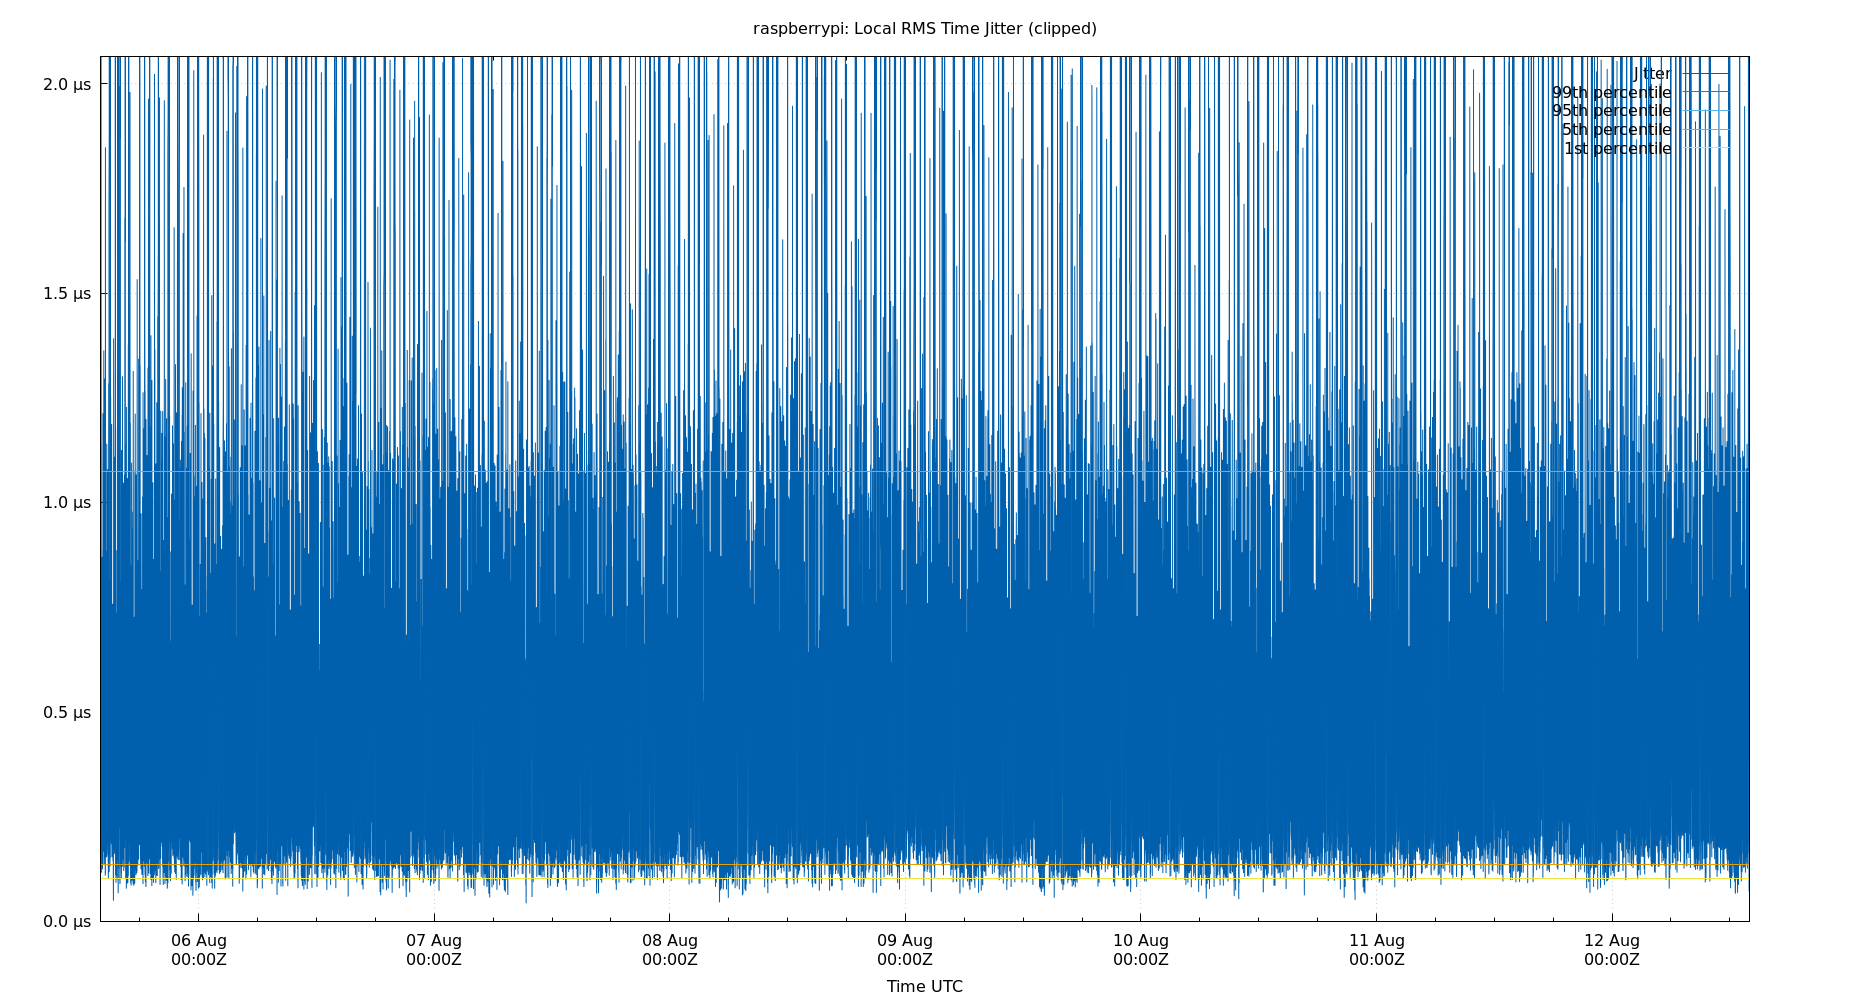 raspberrypi: Local RMS Time Jitter (clipped)
2.0 µs
1.5 µs
1.0 µs
0.5 µs
0.0 µs
Jitter
99th percentile
95th percentile
5th percentile
1st percentile
06 Aug 07 Aug 08 Aug 09 Aug 10 Aug 11 Aug 12 Aug
00:00Z 00:00Z 00:00Z 00:00Z 00:00Z 00:00Z 00:00Z
Time UTC